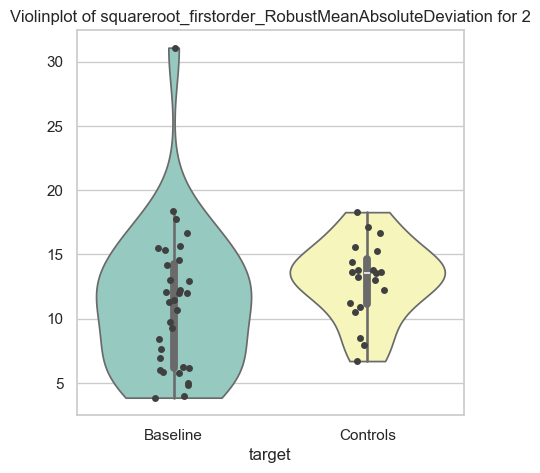 Violinplot of squareroot_firstorder_RobustMeanAbsoluteDeviation for 2
30
25
20
15
10
5
Baseline Controls
target